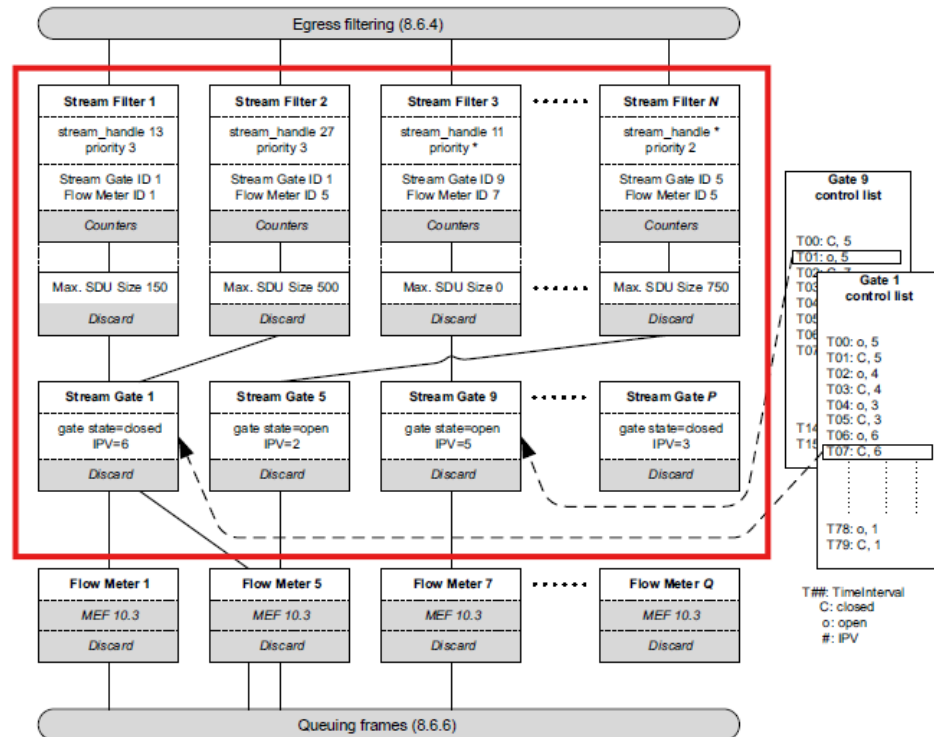 Egress filtering (8.6.4)
Stream Filter 1
stream_handle 13
priority 3
Stream Gate ID 1
Flow Meter ID 1
Counters
Max. SDU Size 150
Discard
Stream Filter 2
stream_handle 27
priority 3
Stream Gate ID 1
Flow Meter ID 5
Counters
Max. SDU Size 500
Discard
Stream Filter 3
stream_handle 11
priority *
Stream Gate ID 9
Flow Meter ID 7
Counters
Max. SDU Size 0
Discard
Stream Filter N
stream_handle *
priority 2
Stream Gate ID 5
Flow Meter ID 5
Counters
Max. SDU Size 750
Discard
Stream Gate 1
gate state=closed
IPV=6
Discard
Stream Gate 5
gate state=open
IPV=2
Discard
Stream Gate 9
gate state=open
IPV=5
Discard
Stream Gate P
gate state=closed
IPV=3
Discard
Gate 9
control list
T00: C, 5
T01: o, 5
T03
T04
T05
T06
T07
T14
T15
Gate 1
control list
T00: o, 5
T01: C, 5
T02: o, 4
T03: C, 4
T04: o, 3
T05: C, 3
T06: o, 6
T07: C, 6
T78: o, 1
T79: C, 1
T##: TimeInterval
C: closed
o: open
#: IPV
Flow Meter 1
MEF 10.3
Discard
Flow Meter 5
MEF 10.3
Discard
Flow Meter 7
MEF 10.3
Discard
Flow Meter Q
MEF 10.3
Discard
Queuing frames (8.6.6)